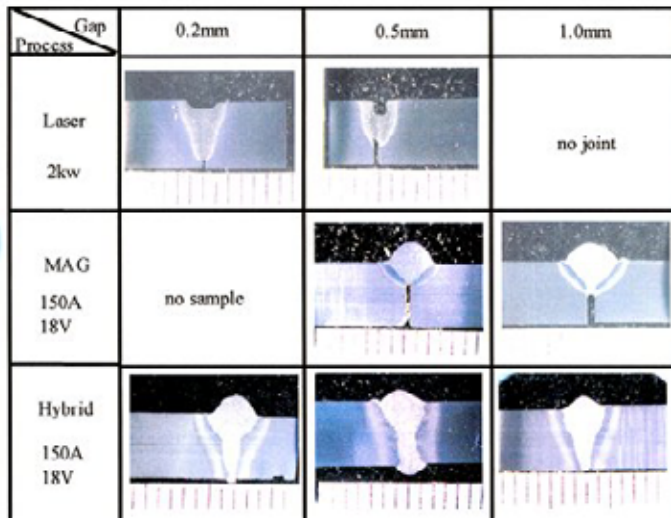 Gap
Process
0.2mm
0.5mm
1.0mm
Laser
2kw
no joint
MAG
150A
18V
no sample
Hybrid
150A
18V